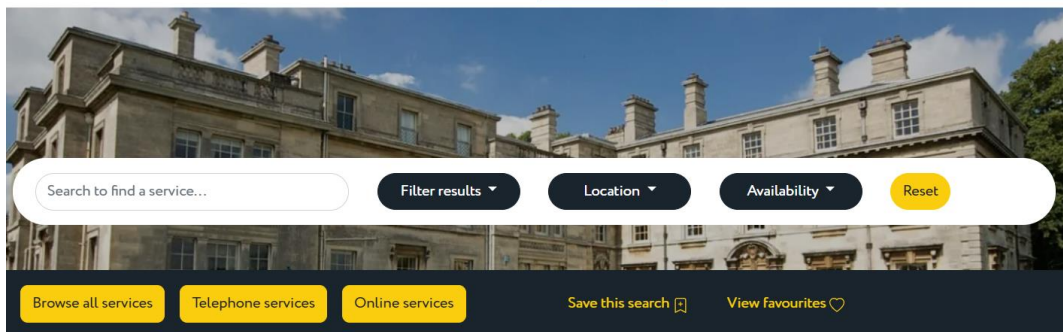 Search to find a service...
Filter results
Location
Availability
Reset
Browse all services
Telephone services
Online services
Save this search
View favourites